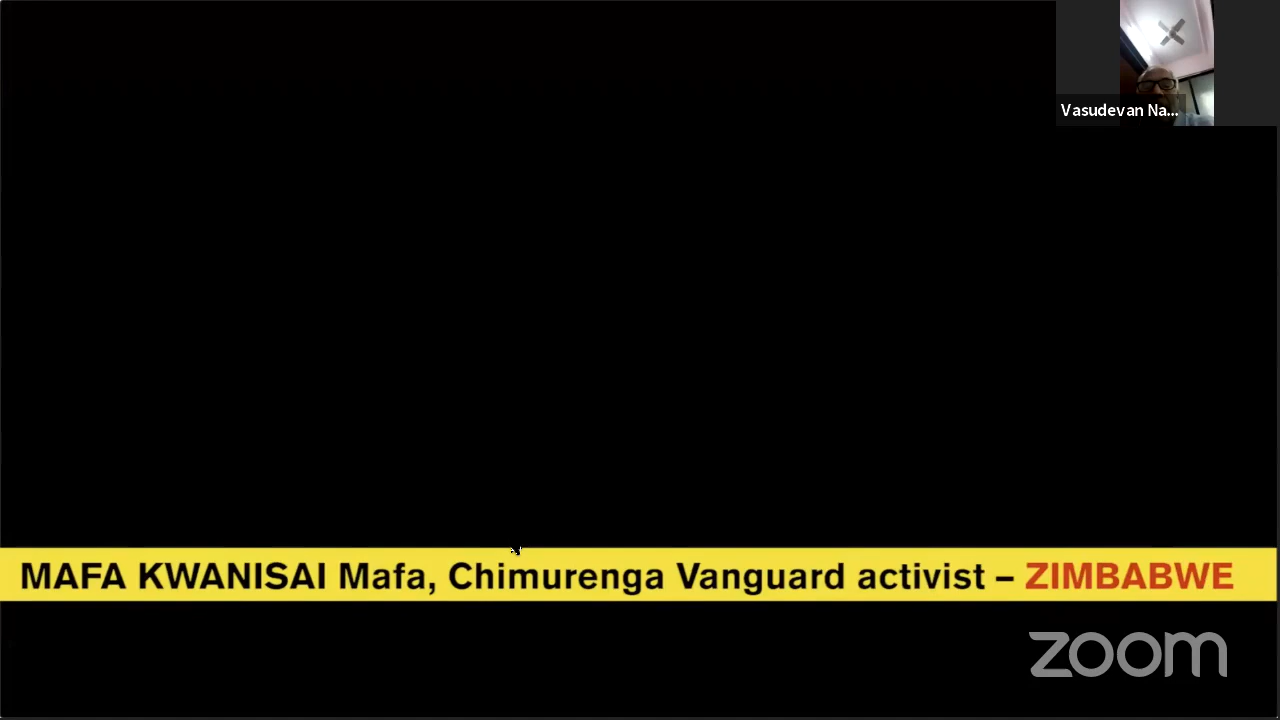 Vasudevan Na...
MAFA KWANISAI Mafa, Chimurenga Vanguard activist – ZIMBABWE
zoom